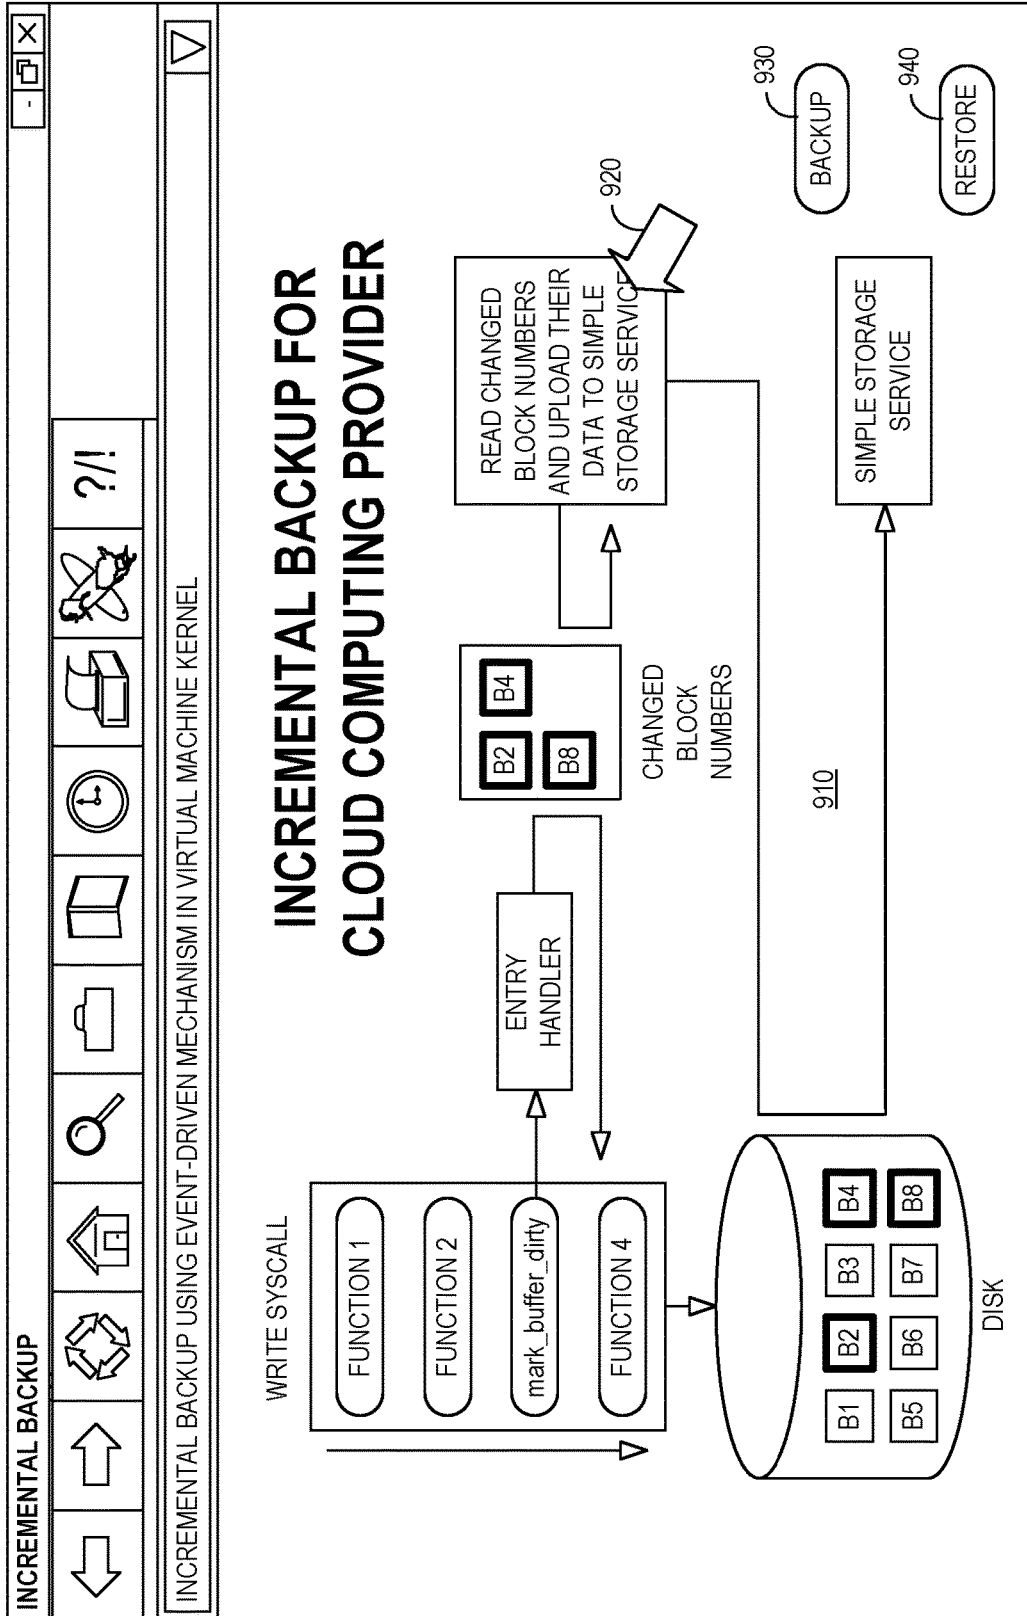 INCREMENTAL BACKUP
- X
?/!
INCREMENTAL BACKUP USING EVENT-DRIVEN MECHANISM IN VIRTUAL MACHINE KERNEL
INCREMENTAL BACKUP FOR
CLOUD COMPUTING PROVIDER
WRITE SYSCALL
FUNCTION 1
FUNCTION 2
mark_buffer_dirty
FUNCTION 4
ENTRY
HANDLER
B2 B4
B8
CHANGED
BLOCK
NUMBERS
READ CHANGED
BLOCK NUMBERS
AND UPLOAD THEIR
DATA TO SIMPLE
STORAGE SERVICE
920
910
B1 B2 B3 B4
B5 B6 B7 B8
DISK
SIMPLE STORAGE
SERVICE
930
BACKUP
940
RESTORE